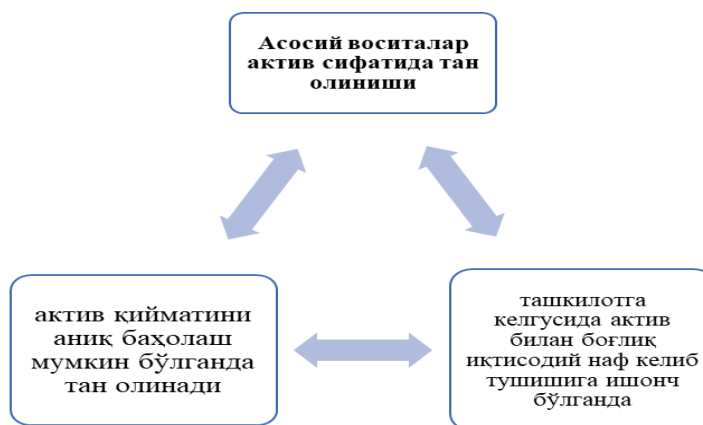 Асосий воситалар
актив сифатида тан
олиниши
актив қийматини
аниқ баҳолаш
мумкин бўлганда
тан олинади
ташкилотга
келгусида актив
билан боғлиқ
иқтисодий наф келиб
тушишига ишонч
бўлганда